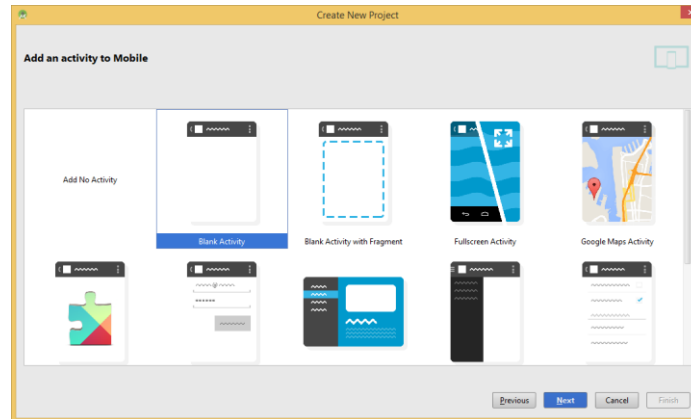 Create New Project
x
Add an activity to Mobile
Add No Activity
Blank Activity
Blank Activity with Fragment
Fullscreen Activity
Google Maps Activity
Previous
Next
Cancel
Finish